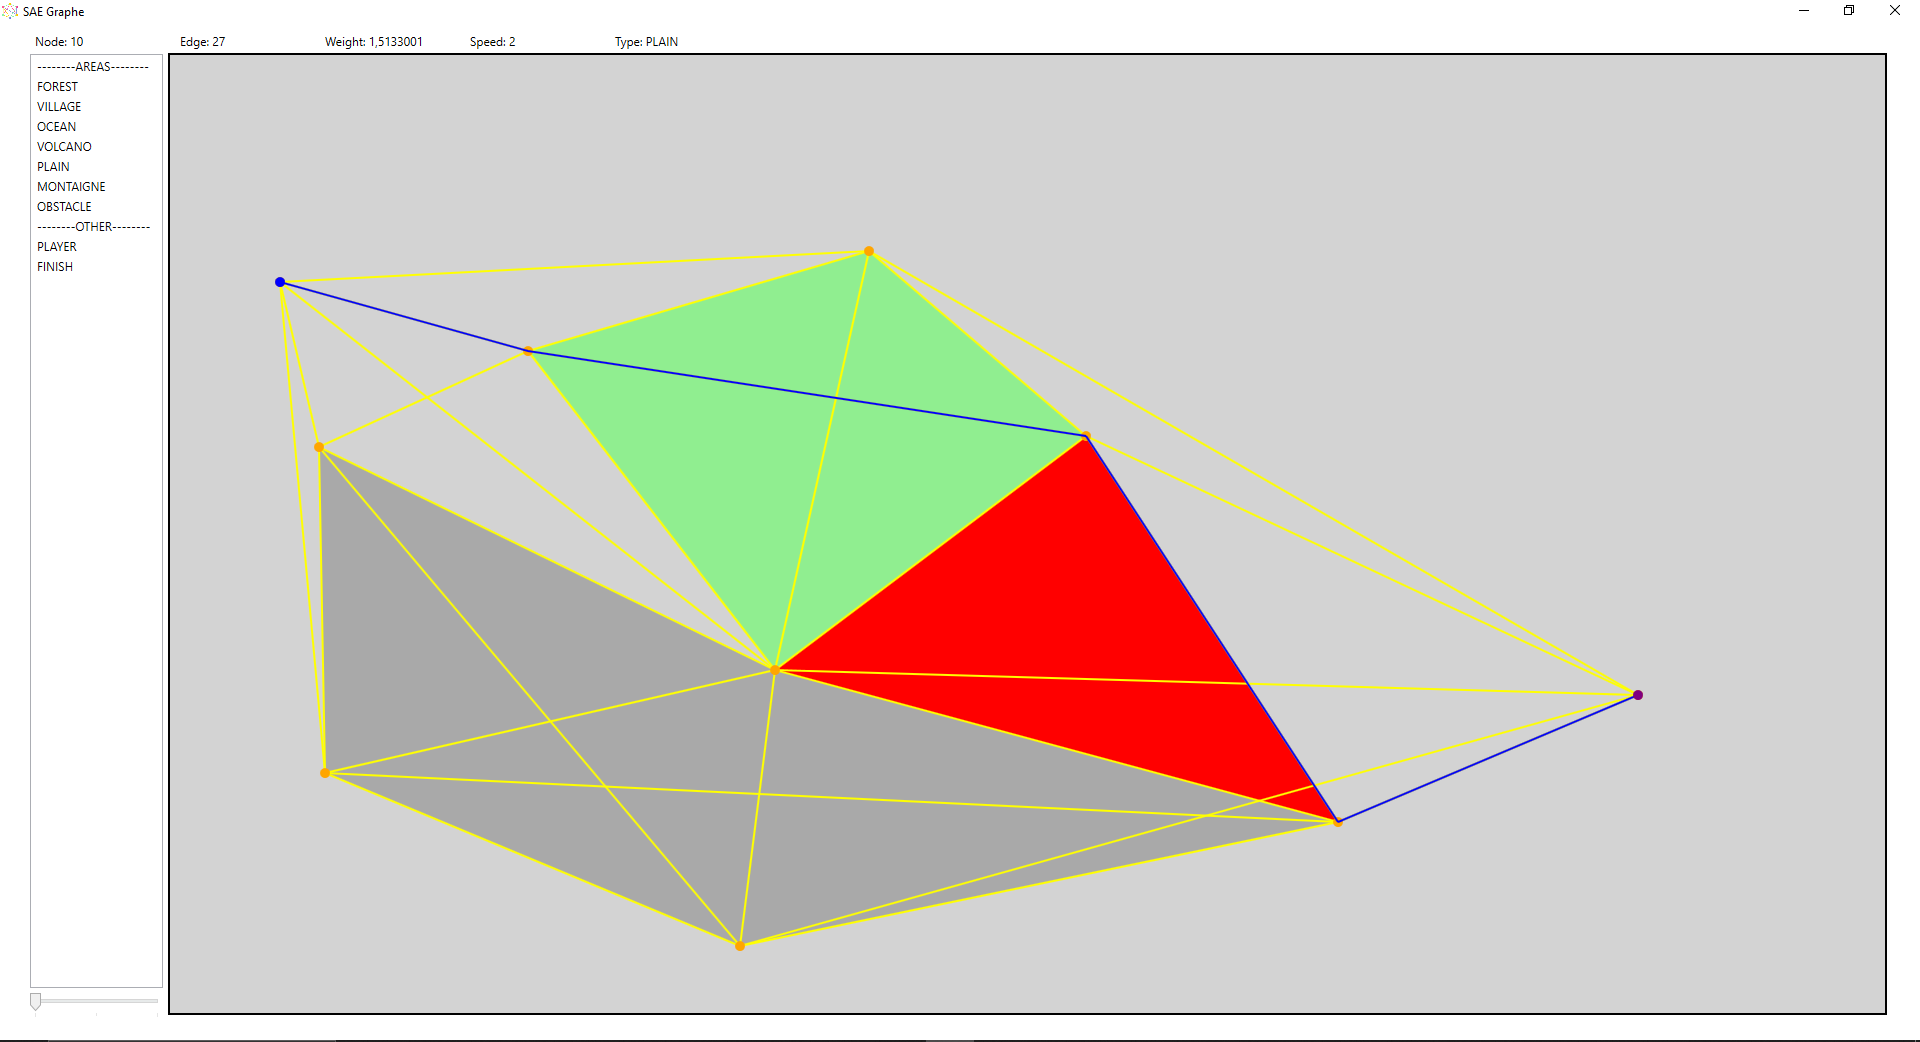 SAE Graphe
Node: 10 Edge: 27 Weight: 1,5133001 Speed: 2 Type: PLAIN
--------AREAS--------
FOREST
VILLAGE
OCEAN
VOLCANO
PLAIN
MONTAIGNE
OBSTACLE
--------OTHER--------
PLAYER
FINISH